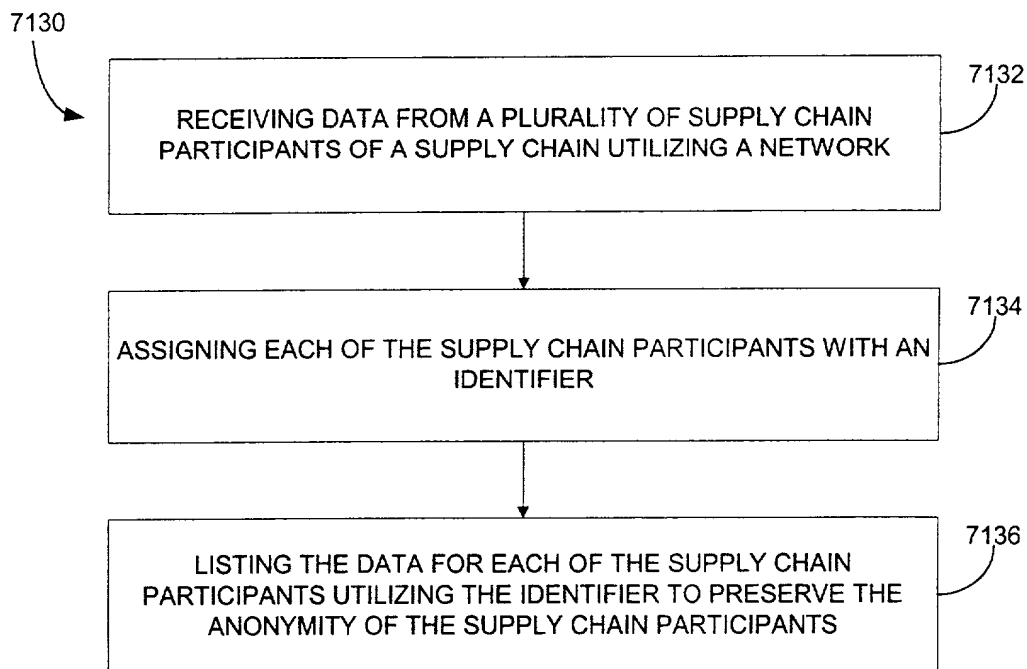 7130
7132
RECEIVING DATA FROM A PLURALITY OF SUPPLY CHAIN
PARTICIPANTS OF A SUPPLY CHAIN UTILIZING A NETWORK
7134
ASSIGNING EACH OF THE SUPPLY CHAIN PARTICIPANTS WITH AN
IDENTIFIER
7136
LISTING THE DATA FOR EACH OF THE SUPPLY CHAIN
PARTICIPANTS UTILIZING THE IDENTIFIER TO PRESERVE THE
ANONYMITY OF THE SUPPLY CHAIN PARTICIPANTS